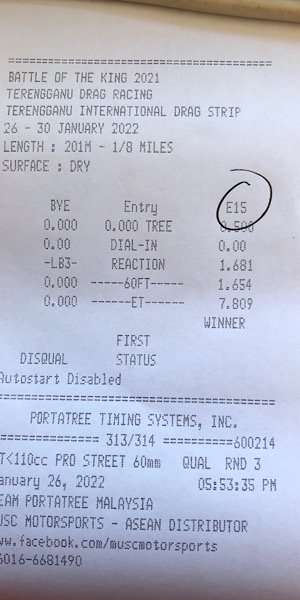 ========================================
BATTLE OF THE KING 2021
TERENGGANU DRAG RACING
TERENGGANU INTERNATIONAL DRAG STRIP
26 - 30 JANUARY 2022
LENGTH : 201M - 1/8 MILES
SURFACE : DRY
BYE Entry E15
0.000 0.000 TREE 0.500
0.00 DIAL-IN 0.00
-LB3- REACTION 1.681
0.000 ------60FT------ 1.654
0.000 ------ET------ 7.809
WINNER
FIRST
DISQUAL STATUS
Autostart Disabled
========================================
PORTATREE TIMING SYSTEMS, INC.
=============== 313/314 ==========600214
T<110cc PRO STREET 60mm QUAL RND 3
anuary 26, 2022 05:53:35 PM
EAM PORTATREE MALAYSIA
USC MOTORSPORTS - ASEAN DISTRIBUTOR
ww.facebook.com/muscmotorsports
6016-6681490